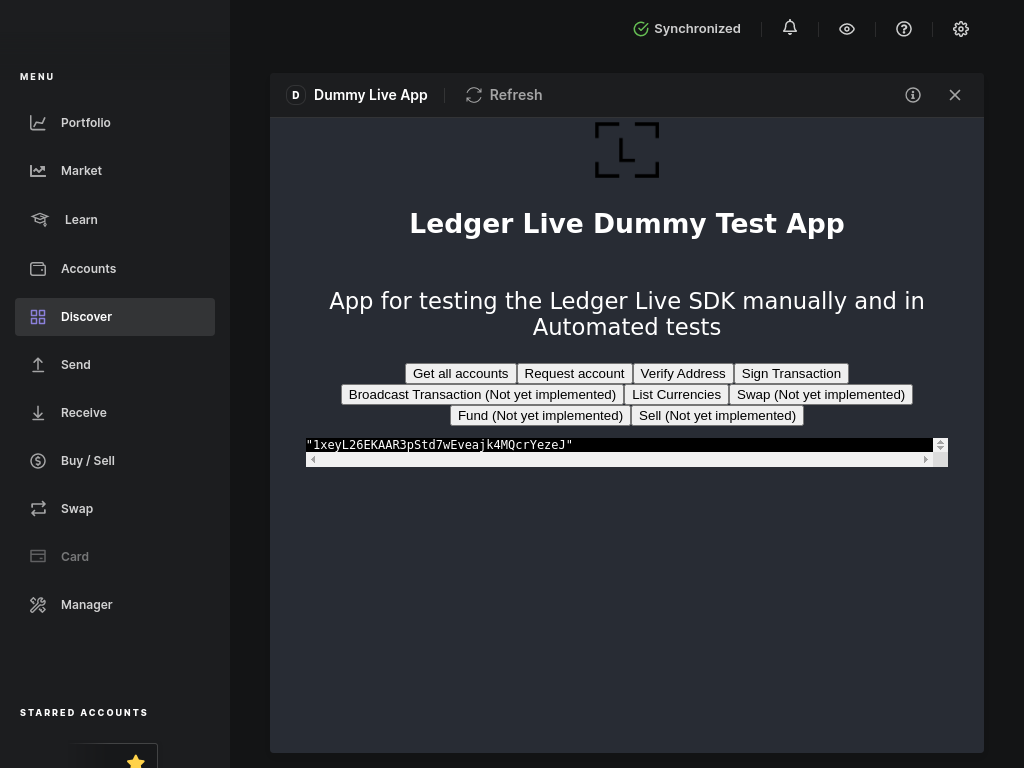 Synchronized
MENU
Portfolio
Market
Learn
Accounts
Discover
Send
Receive
Buy / Sell
Swap
Card
Manager
STARRED ACCOUNTS
D Dummy Live App Refresh
L
Ledger Live Dummy Test App
App for testing the Ledger Live SDK manually and in
Automated tests
Get all accounts Request account Verify Address Sign Transaction
Broadcast Transaction (Not yet implemented) List Currencies Swap (Not yet implemented)
Fund (Not yet implemented) Sell (Not yet implemented)
"1xeyL26EKAAR3pStd7wEveajk4MQcrYezeJ"